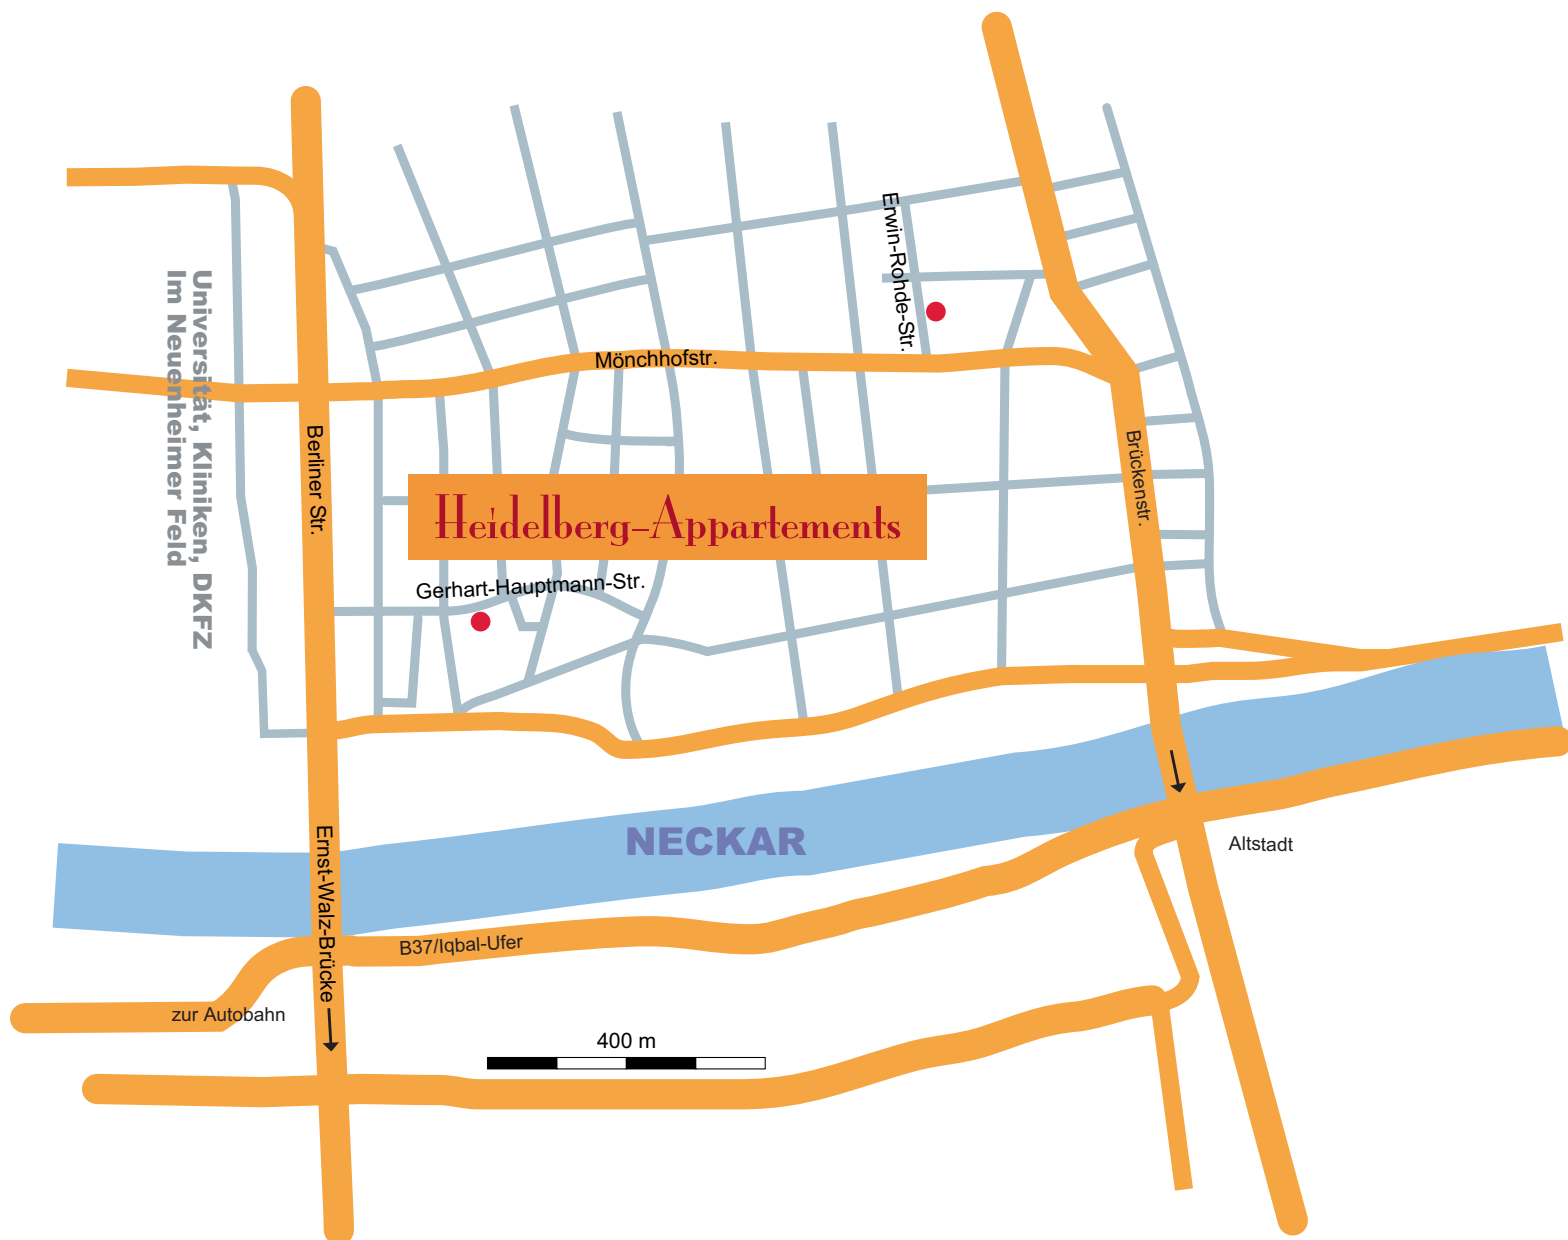 Erwin-Rohde-Str.
Universität, Kliniken, DKFZ
Im Neuenheimer Feld
Mönchhofstr.
Berliner Str.
Brückenstr.
Heidelberg-Appartements
Gerhart-Hauptmann-Str.
NECKAR
Altstadt
Ernst-Walz-Brücke
B37/Iqbal-Ufer
zur Autobahn
400 m